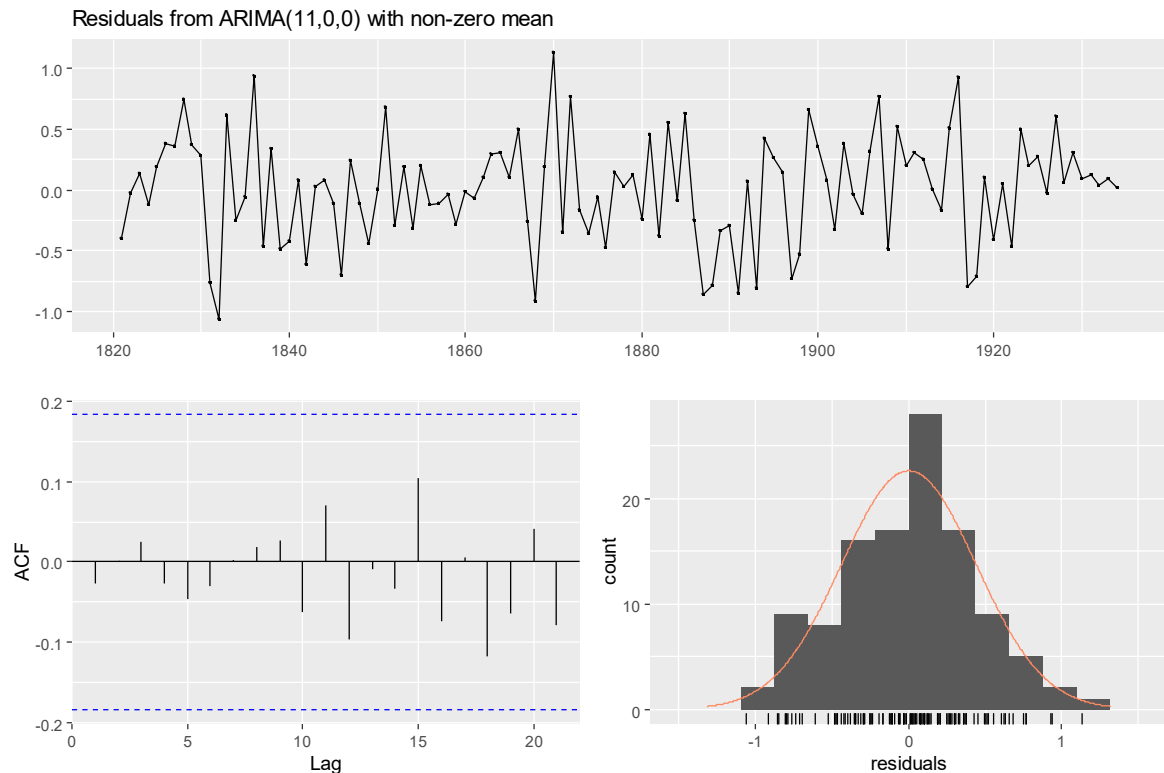 Residuals from ARIMA(11,0,0) with non-zero mean
1.0
0.5
0.0
-0.5
-1.0
1820 1840 1860 1880 1900 1920
0.2
0.1
0.0
-0.1
-0.2
ACF
0 5 10 15 20
Lag
20
10
0
count
-1 0 1
residuals